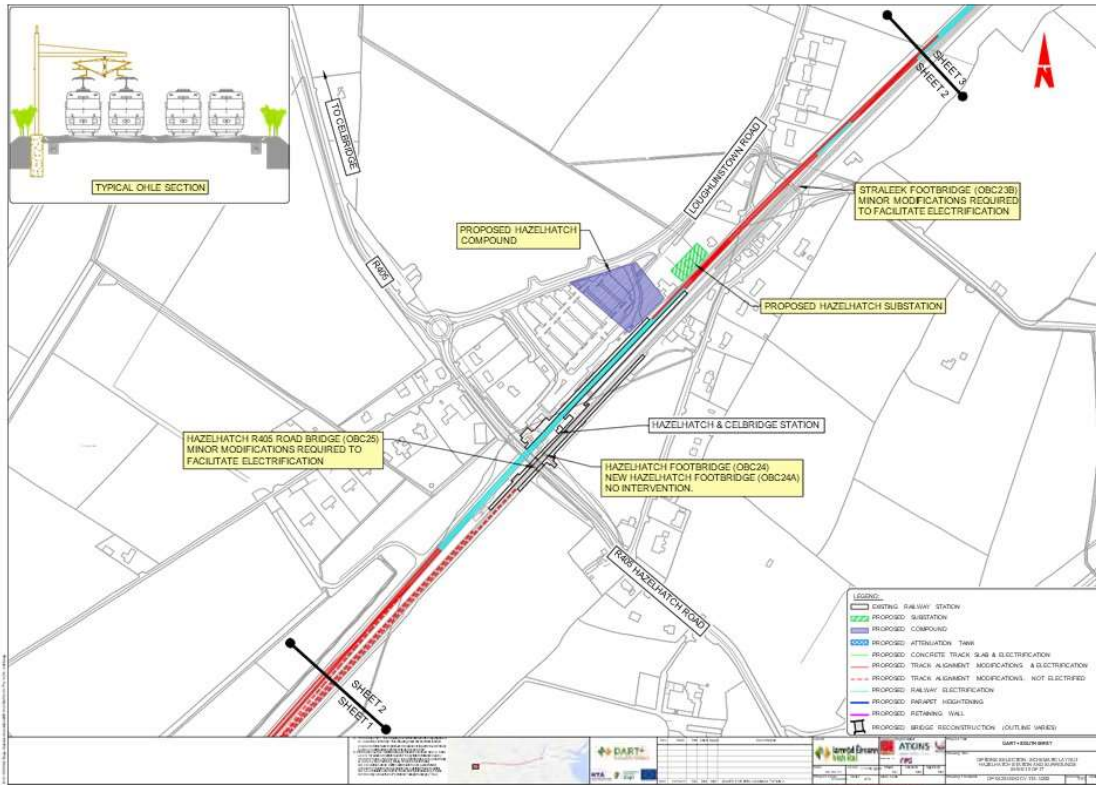 TYPICAL OHLE SECTION
TO CELBRIDGE
R405
LOUGHLINSTOWN ROAD
SHEET 3
SHEET 2
STRALEEK FOOTBRIDGE (OBC23B)
MINOR MODIFICATIONS REQUIRED
TO FACILITATE ELECTRIFICATION
N
PROPOSED HAZELHATCH
COMPOUND
PROPOSED HAZELHATCH SUBSTATION
HAZELHATCH & CELBRIDGE STATION
HAZELHATCH R405 ROAD BRIDGE (OBC25)
MINOR MODIFICATIONS REQUIRED TO
FACILITATE ELECTRIFICATION
HAZELHATCH FOOTBRIDGE (OBC24)
NEW HAZELHATCH FOOTBRIDGE (OBC24A)
NO INTERVENTION.
R405 HAZELHATCH ROAD
SHEET 2
SHEET 1
LEGEND:
EXISTING RAILWAY STATION
PROPOSED SUBSTATION
PROPOSED COMPOUND
PROPOSED ATTENUATION TANK
PROPOSED CONCRETE TRACK SLAB & ELECTRIFICATION
PROPOSED TRACK ALIGNMENT MODIFICATIONS & ELECTRIFICATION
PROPOSED TRACK ALIGNMENT MODIFICATIONS. NOT ELECTRIFIED
PROPOSED RAILWAY ELECTRIFICATION
PROPOSED PARAPET HEIGHTENING
PROPOSED RETAINING WALL
PROPOSED BRIDGE RECONSTRUCTION (OUTLINE VARIES)
DART+
Iarnród Éireann
Irish Rail
ATKINS
DART+ SOUTH WEST